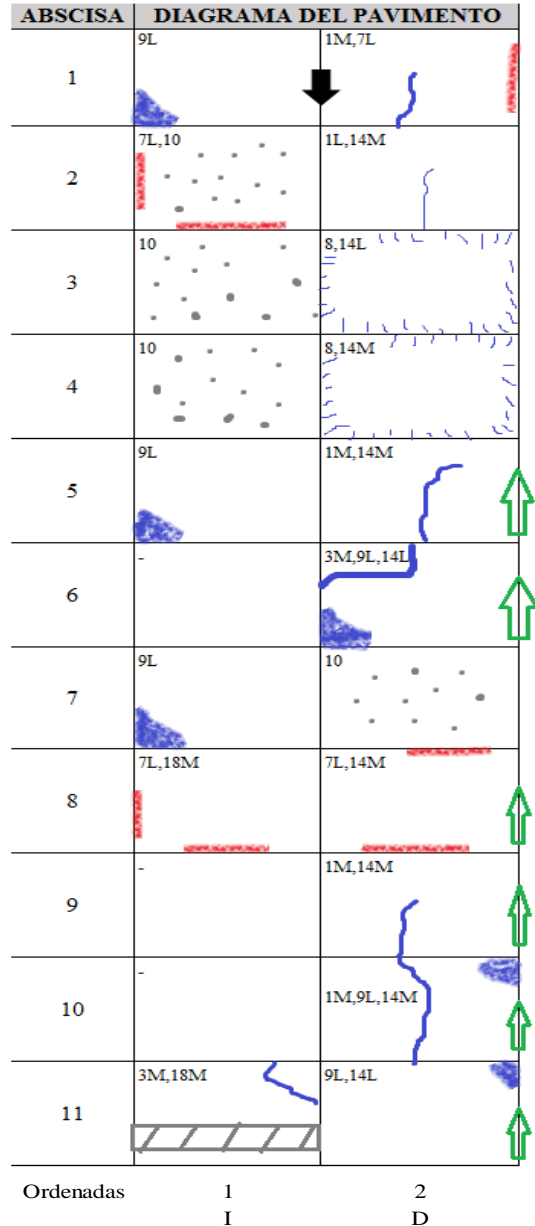 ABSCISA DIAGRAMA DEL PAVIMENTO
1 9L 1M,7L
2 7L,10 1L,14M
3 10 8,14L
4 10 8,14M
5 9L 1M,14M
6 - 3M,9L,14L
7 9L 10
8 7L,18M 7L,14M
9 - 1M,14M
10 - 1M,9L,14M
11 3M,18M 9L,14L
Ordenadas 1 2
I D